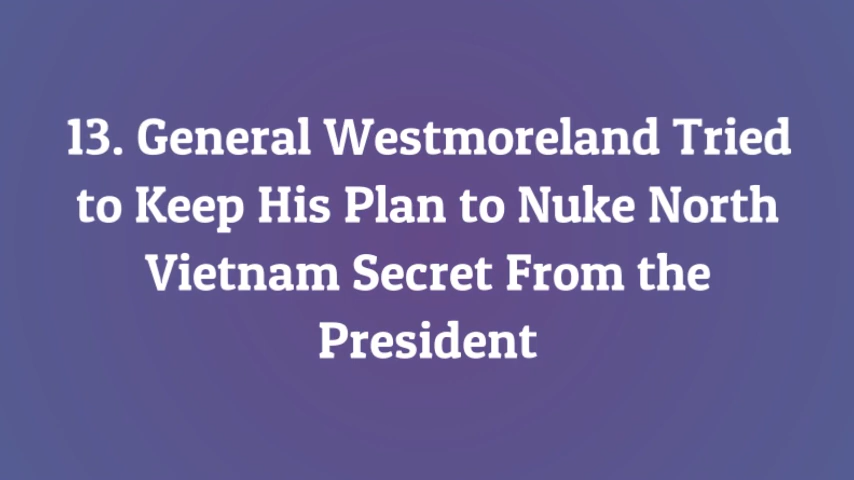 13. General Westmoreland Tried
to Keep His Plan to Nuke North
Vietnam Secret From the
President